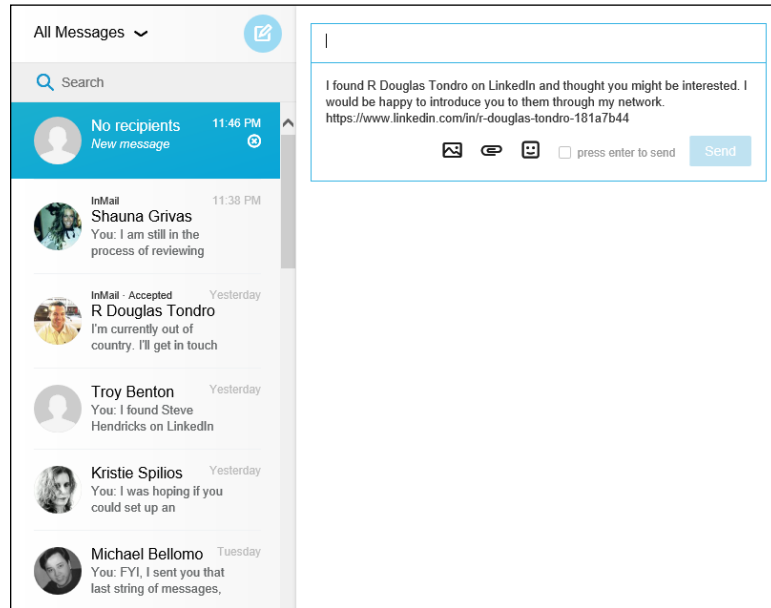 All Messages
Search
No recipients 11:46 PM
New message
InMail 11:38 PM
Shauna Grivas
You: I am still in the
process of reviewing
InMail - Accepted Yesterday
R Douglas Tondro
I'm currently out of
country. I'll get in touch
Troy Benton Yesterday
You: I found Steve
Hendricks on LinkedIn
Kristie Spilios Yesterday
You: I was hoping if you
could set up an
Michael Bellomo Tuesday
You: FYI, I sent you that
last string of messages,
I found R Douglas Tondro on LinkedIn and thought you might be interested. I
would be happy to introduce you to them through my network.
https://www.linkedin.com/in/r-douglas-tondro-181a7b44
press enter to send Send